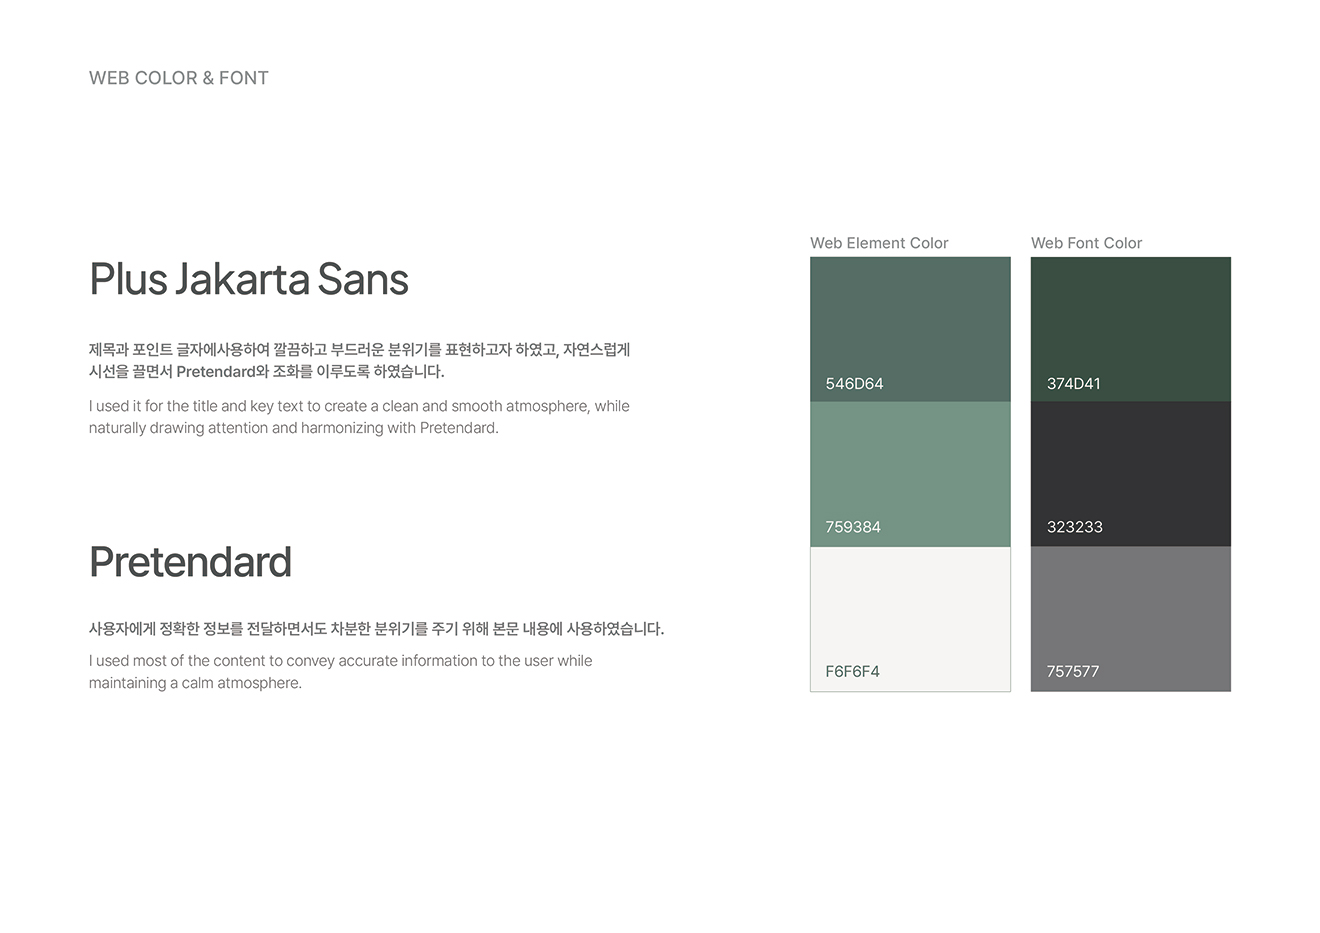 WEB COLOR & FONT
Plus Jakarta Sans
제목과 포인트 글자에사용하여 깔끔하고 부드러운 분위기를 표현하고자 하였고, 자연스럽게
시선을 끌면서 Pretendard와 조화를 이루도록 하였습니다.
I used it for the title and key text to create a clean and smooth atmosphere, while
naturally drawing attention and harmonizing with Pretendard.
Pretendard
사용자에게 정확한 정보를 전달하면서도 차분한 분위기를 주기 위해 본문 내용에 사용하였습니다.
I used most of the content to convey accurate information to the user while
maintaining a calm atmosphere.
Web Element Color
546D64
759384
F6F6F4
Web Font Color
374D41
323233
757577